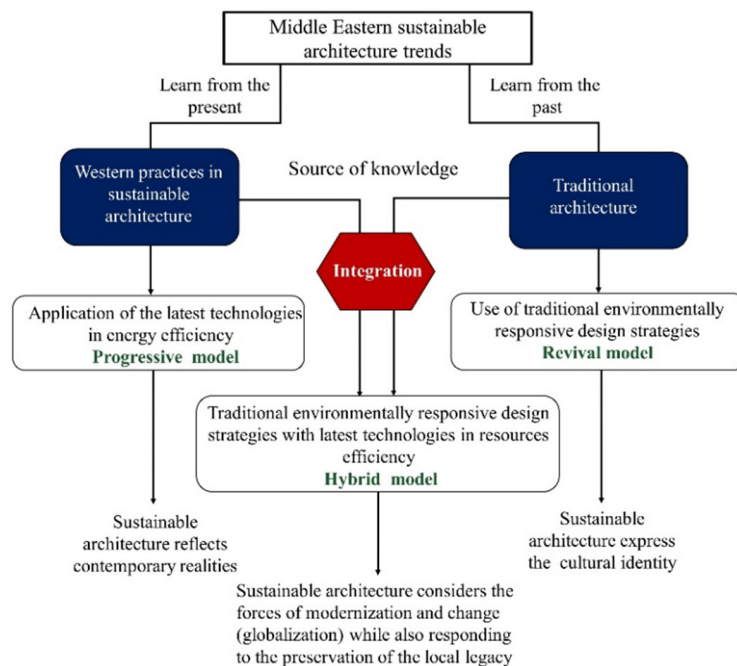 Middle Eastern sustainable
architecture trends
Learn from the
present
Learn from the
past
Western practices in
sustainable
architecture
Source of knowledge
Traditional
architecture
Integration
Application of the latest technologies
in energy efficiency
Progressive model
Use of traditional environmentally
responsive design strategies
Revival model
Traditional environmentally responsive design
strategies with latest technologies in resources
efficiency
Hybrid model
Sustainable
architecture reflects
contemporary realities
Sustainable
architecture express
the cultural identity
Sustainable architecture considers the
forces of modernization and change
(globalization) while also responding
to the preservation of the local legacy